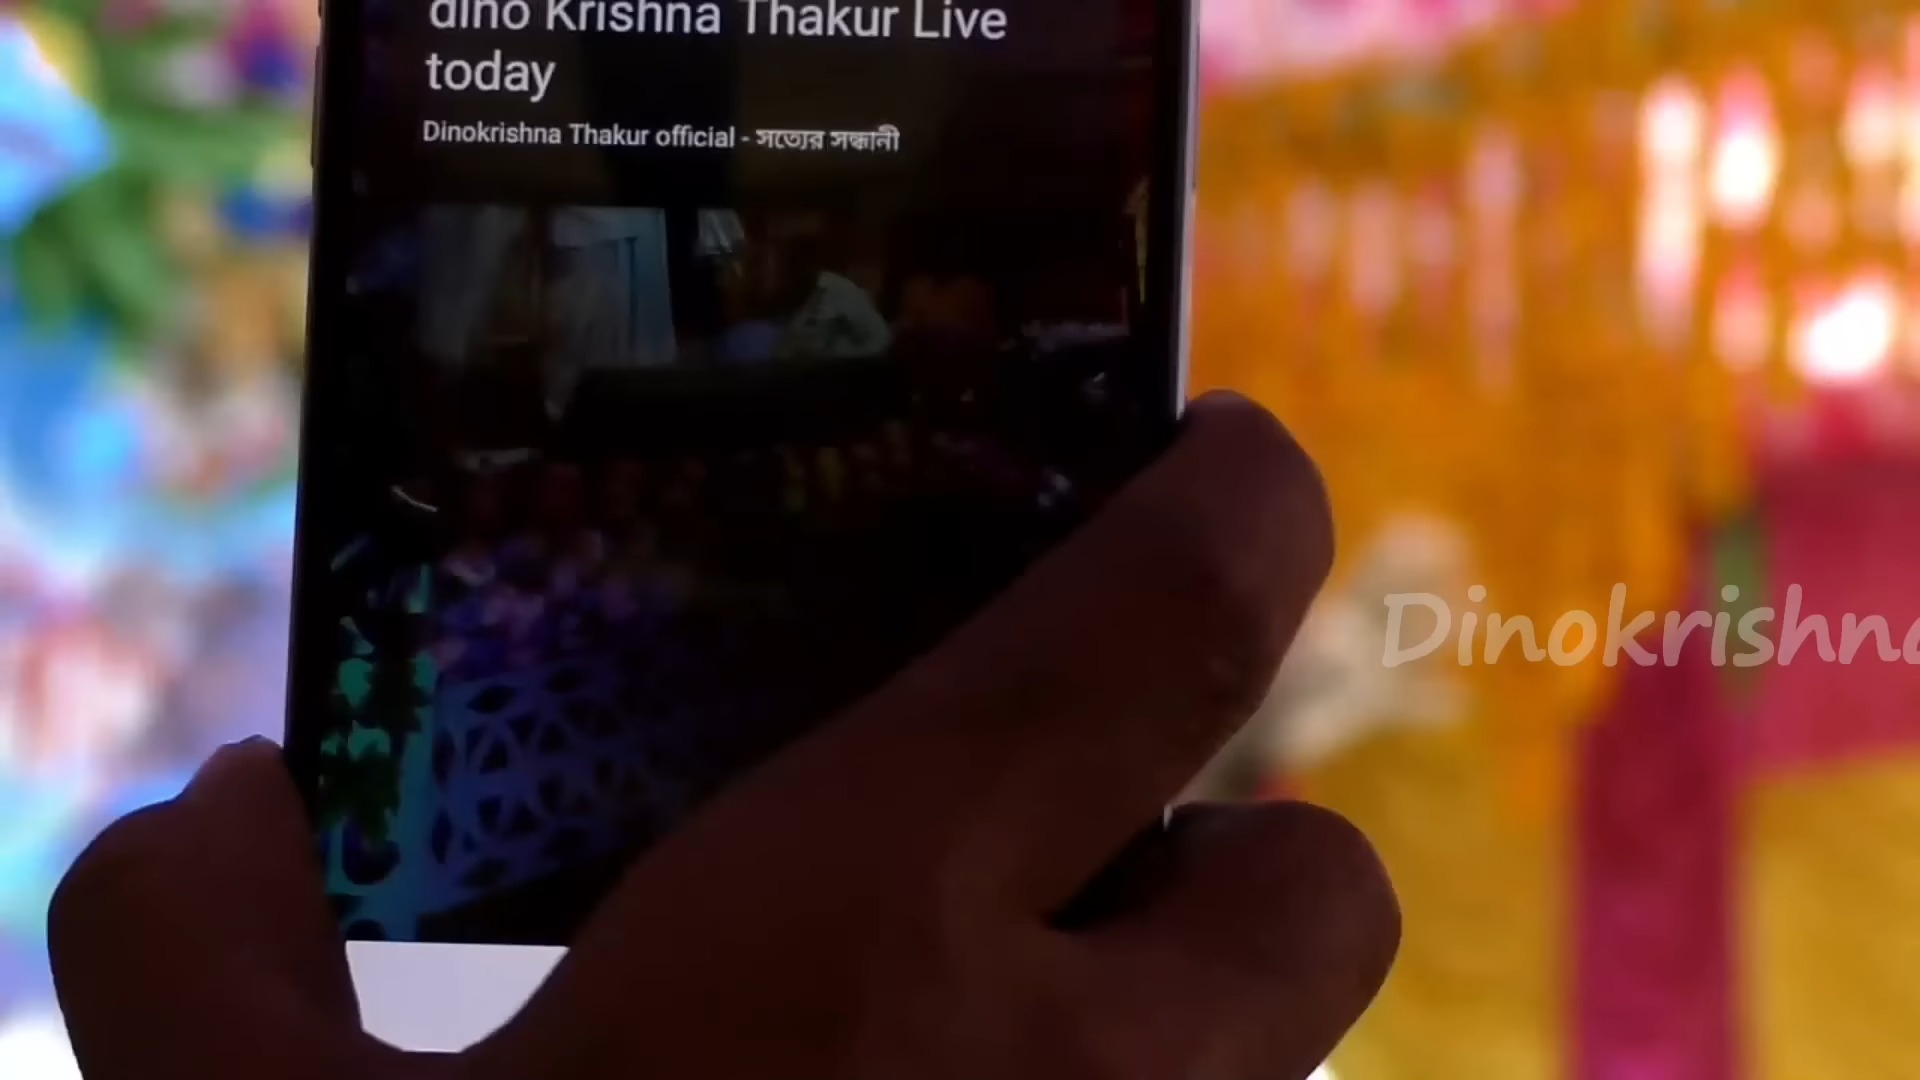 dino Krishna Thakur Live
today
Dinokrishna Thakur official - সত্যের সন্ধানী
Dinokrishna